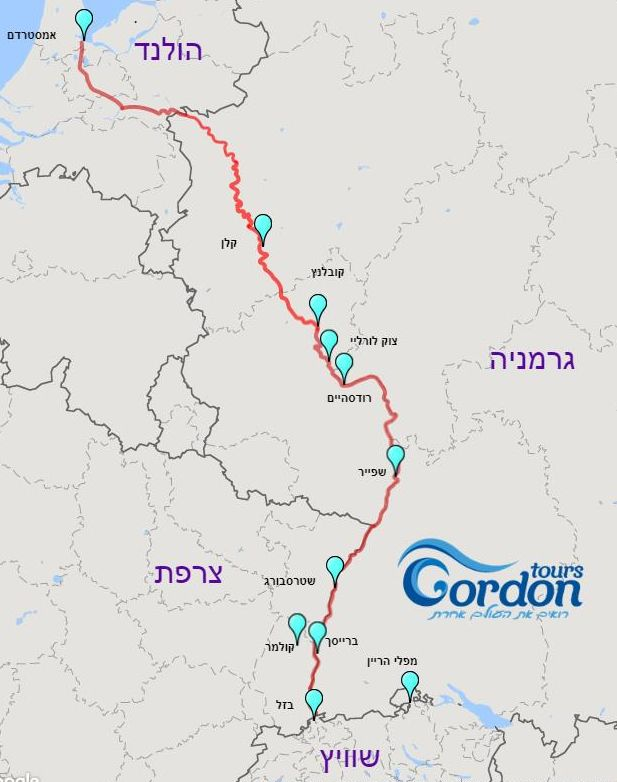 אמסטרדם
הולנד
קלן
קובלנץ
צוק לורליי
גרמניה
רודסהיים
שפייר
צרפת
שטרסבורג
Gordon tours
רואים את העולם אחרת
ברייסך
קולמר
מפלי הריין
בזל
שוויץ